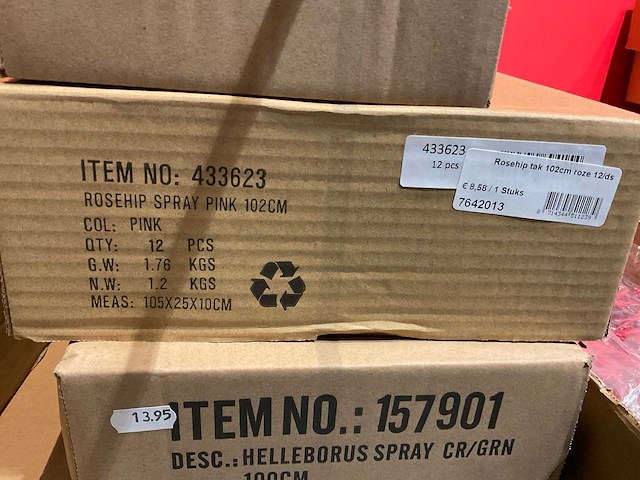 ITEM NO: 433623
ROSEHIP SPRAY PINK 102CM
COL: PINK
QTY: 12 PCS
G.W: 1.76 KGS
N.W: 1.2 KGS
MEAS: 105X25X10CM
433623
12 pcs
Rosehip tak 102cm roze 12/ds
€ 8,58 / 1 Stuks
7642013
13.95
ITEM NO.: 157901
DESC.: HELLEBORUS SPRAY CR/GRN
100CM